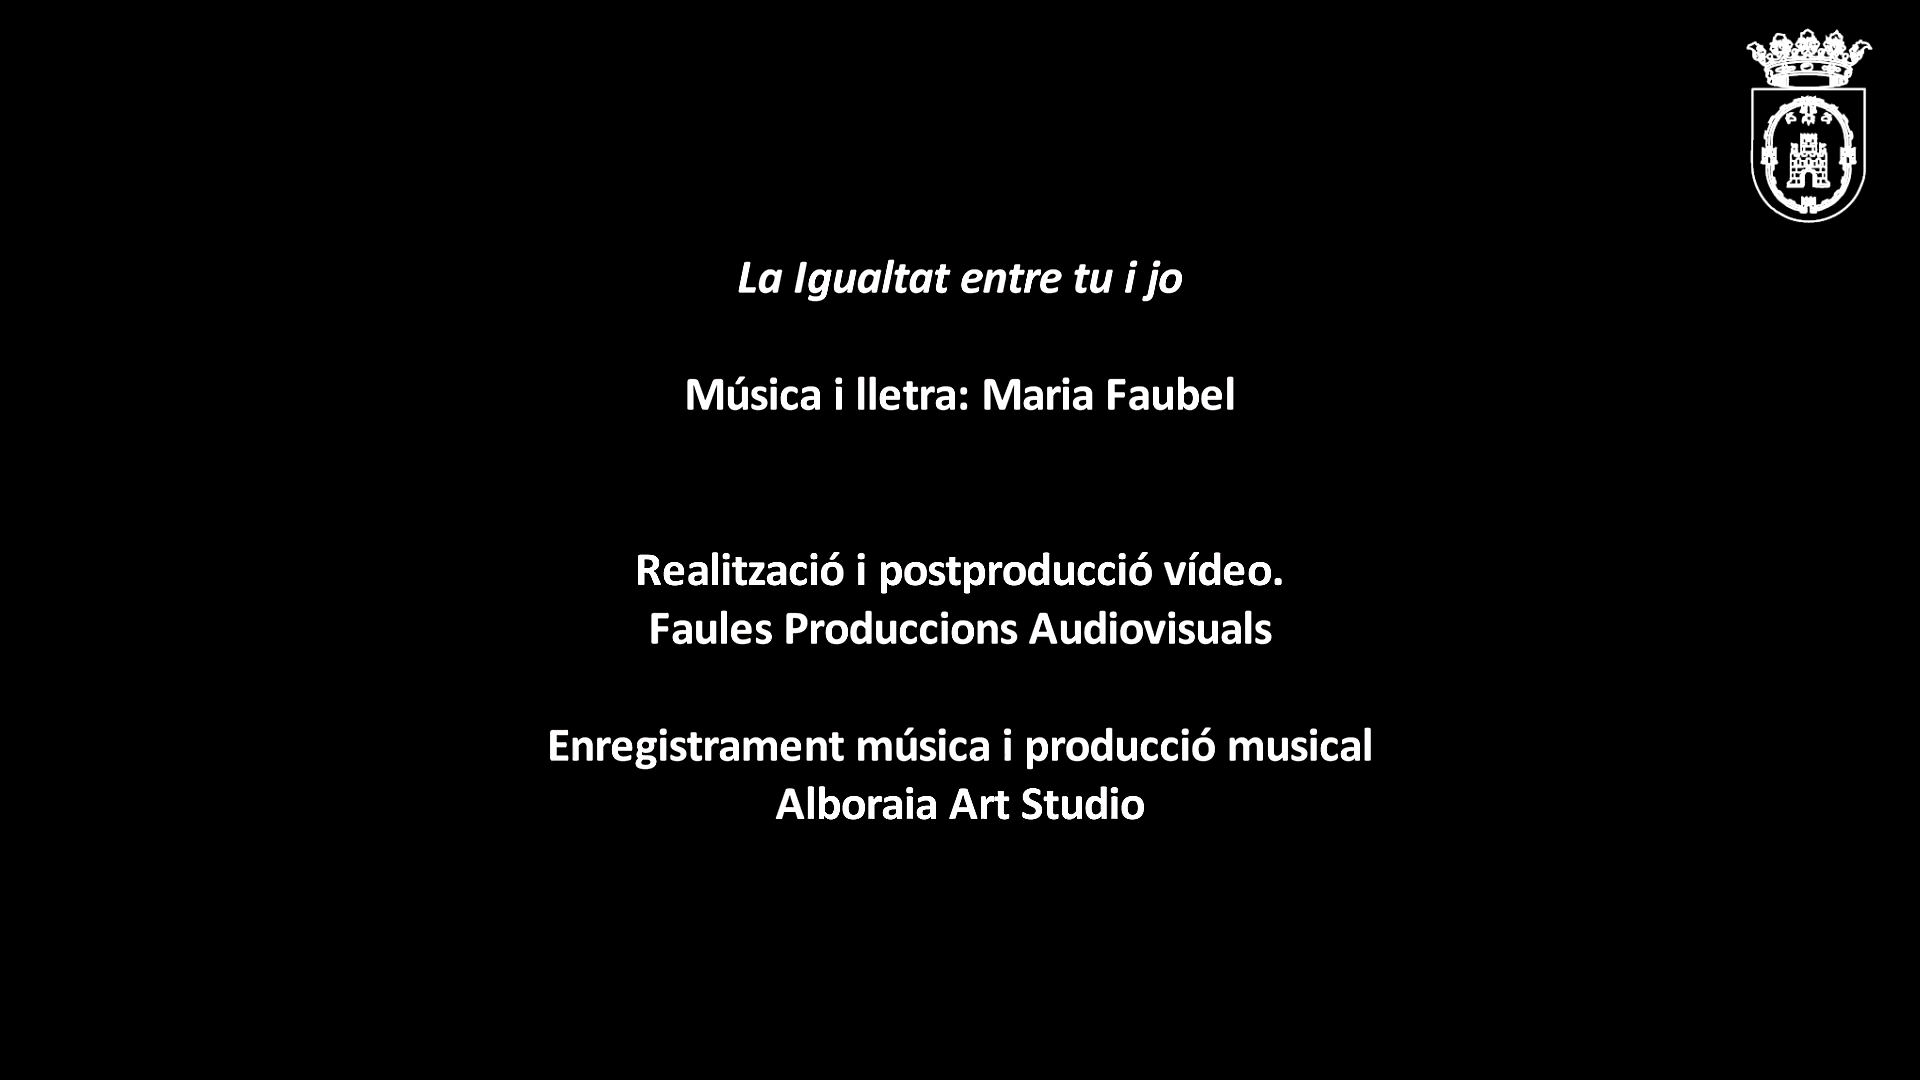 La Igualtat entre tu i jo
Música i lletra: Maria Faubel
Realització i postproducció vídeo.
Faules Produccions Audiovisuals
Enregistrament música i producció musical
Alboraia Art Studio